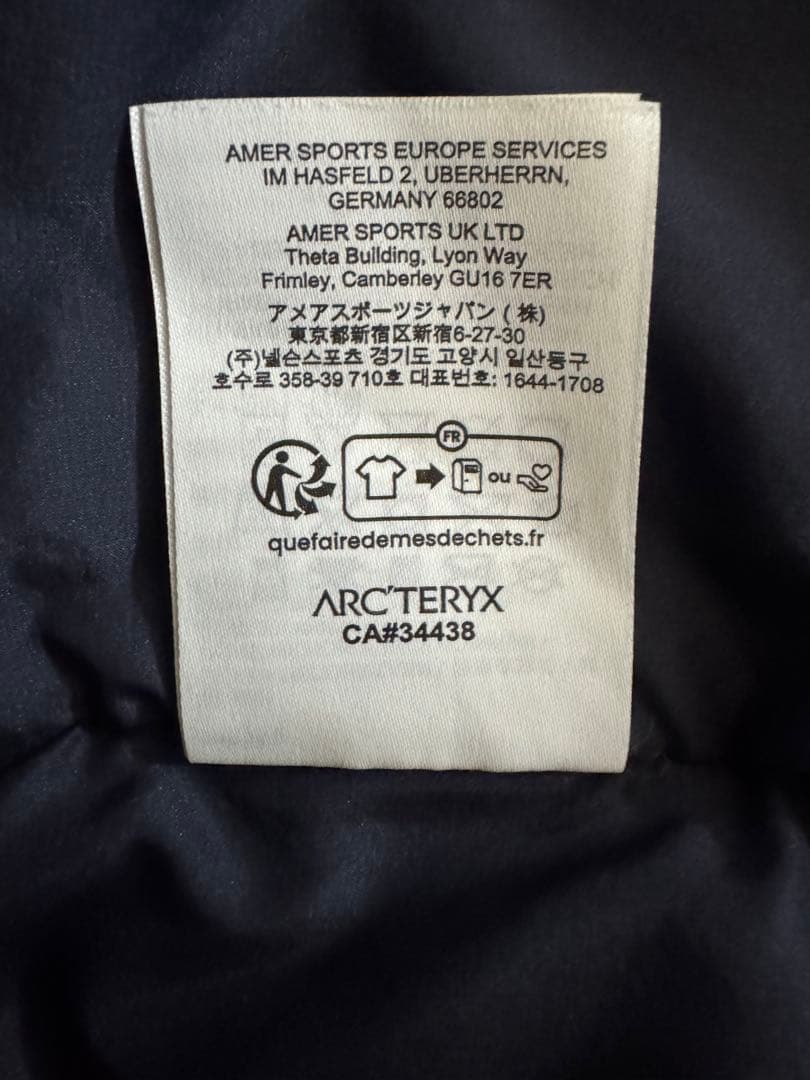 AMER SPORTS EUROPE SERVICES
IM HASFELD 2, UBERHERRN,
GERMANY 66802
AMER SPORTS UK LTD
Theta Building, Lyon Way
Frimley, Camberley GU16 7ER
アメアスポーツジャパン ( 株)
東京都新宿区新宿6-27-30
(주)넬슨스포츠 경기도 고양시 일산동구
호수로 358-39 710호 대표번호: 1644-1708
FR
ou
quefairedemesdechets.fr
ARC'TERYX
CA#34438